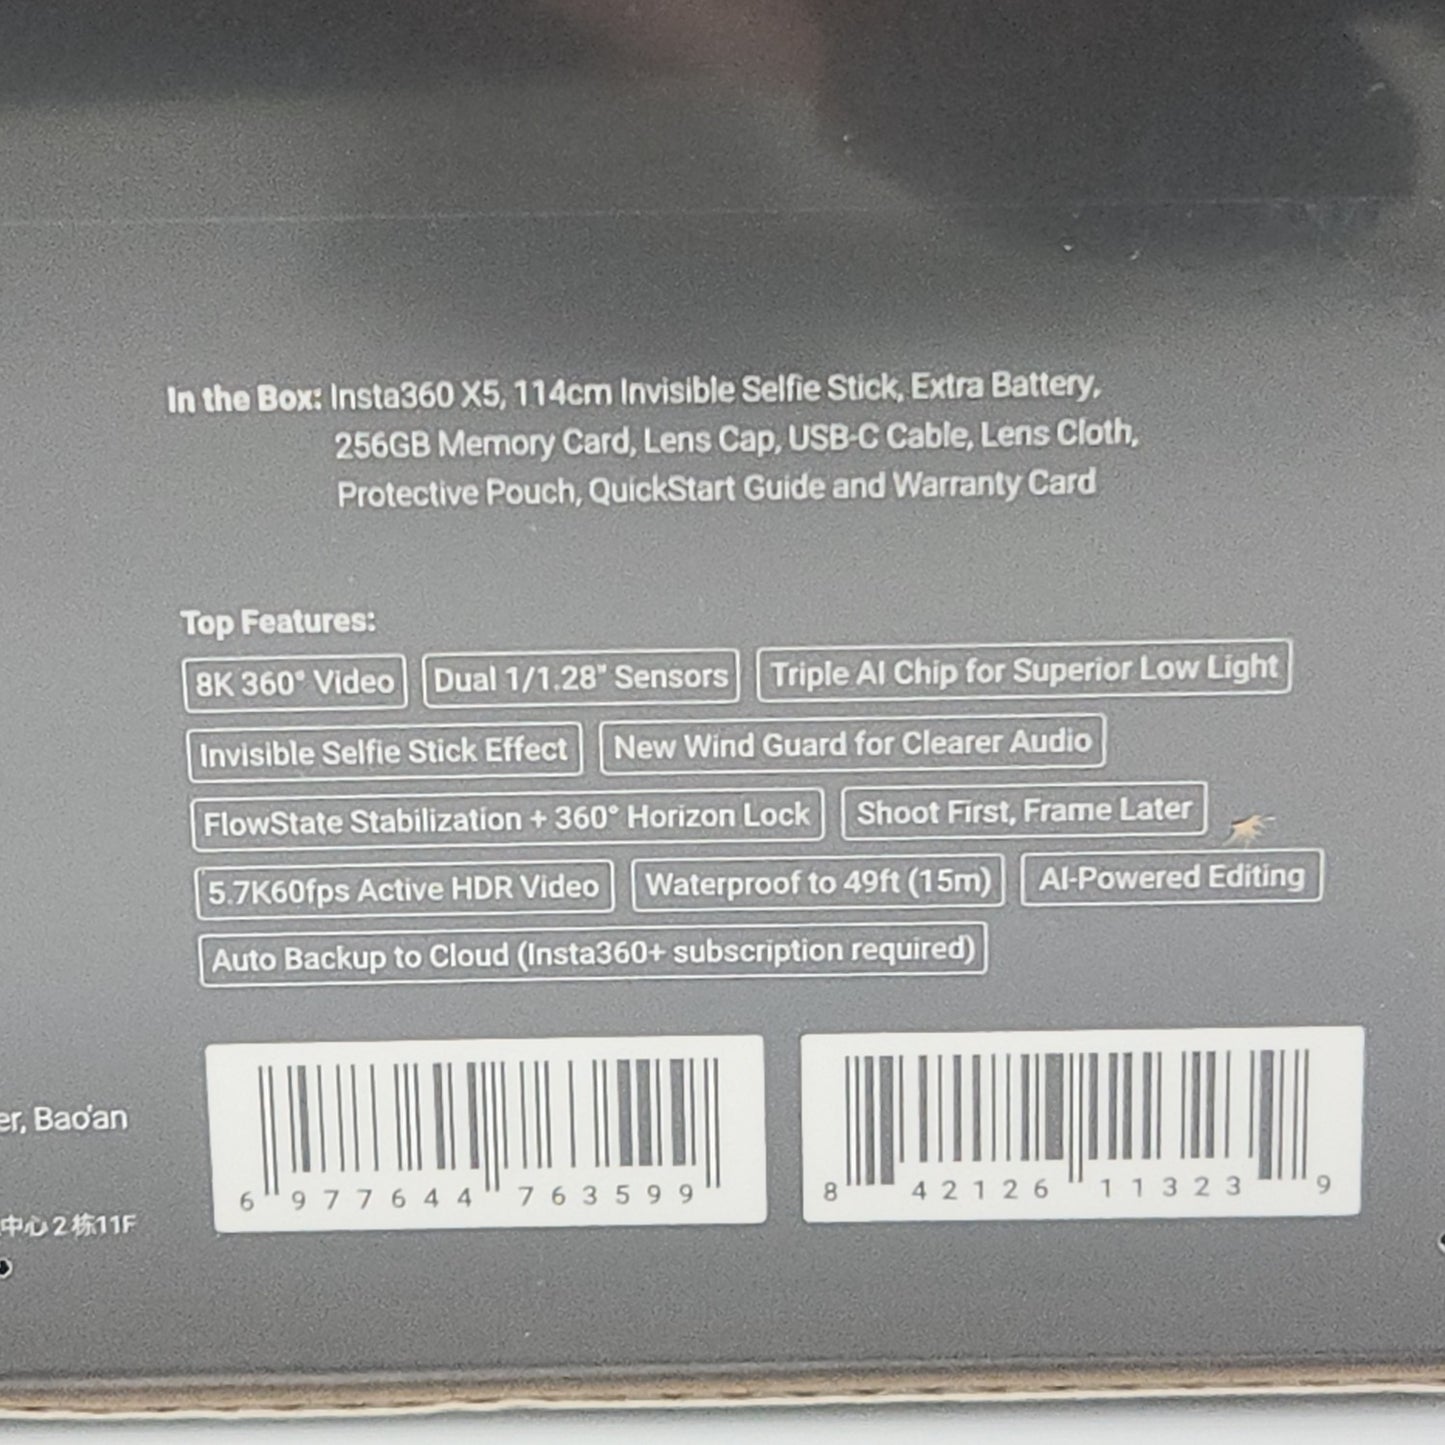 In the Box: Insta360 X5, 114cm Invisible Selfie Stick, Extra Battery,
256GB Memory Card, Lens Cap, USB-C Cable, Lens Cloth,
Protective Pouch, QuickStart Guide and Warranty Card
Top Features:
8K 360° Video Dual 1/1.28" Sensors Triple AI Chip for Superior Low Light
Invisible Selfie Stick Effect New Wind Guard for Clearer Audio
FlowState Stabilization + 360° Horizon Lock Shoot First, Frame Later
5.7K60fps Active HDR Video Waterproof to 49ft (15m) AI-Powered Editing
Auto Backup to Cloud (Insta360+ subscription required)
er, Bao'an
中心2栋11F
6 977644 763599
8 42126 11323 9